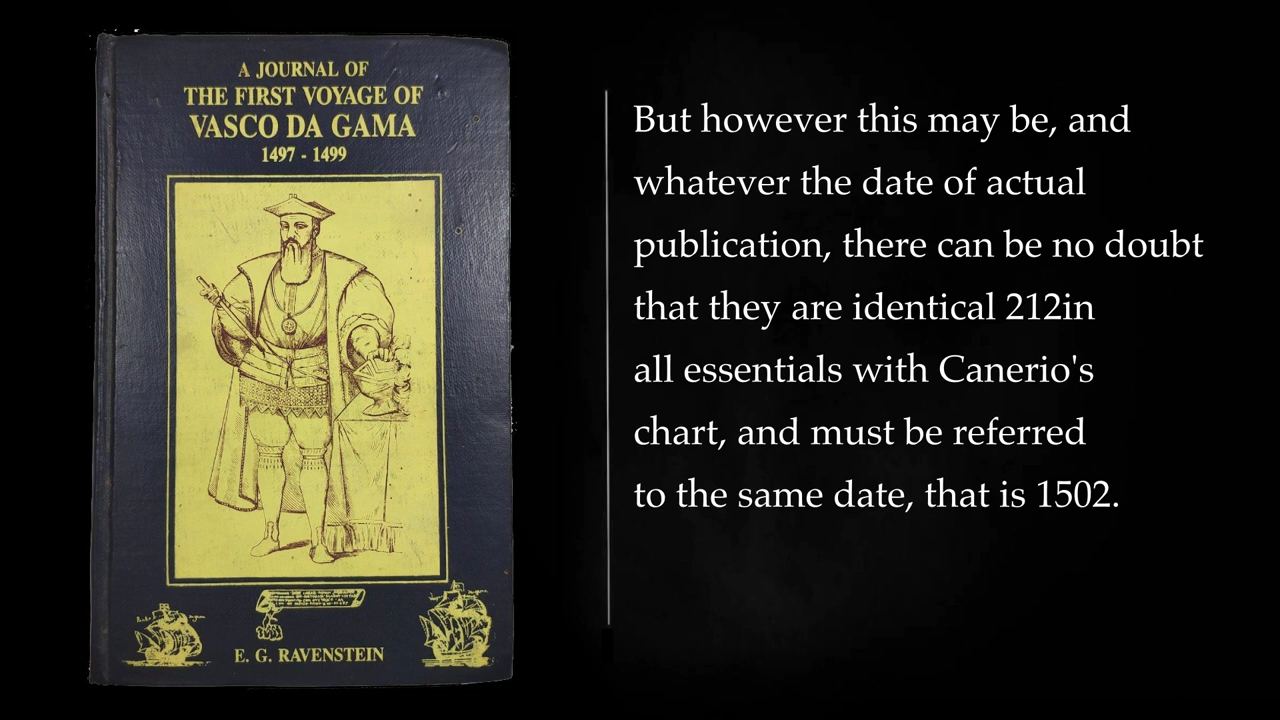 A JOURNAL OF
THE FIRST VOYAGE OF
VASCO DA GAMA
1497 - 1499
E. G. RAVENSTEIN
But however this may be, and
whatever the date of actual
publication, there can be no doubt
that they are identical 212in
all essentials with Canerio's
chart, and must be referred
to the same date, that is 1502.